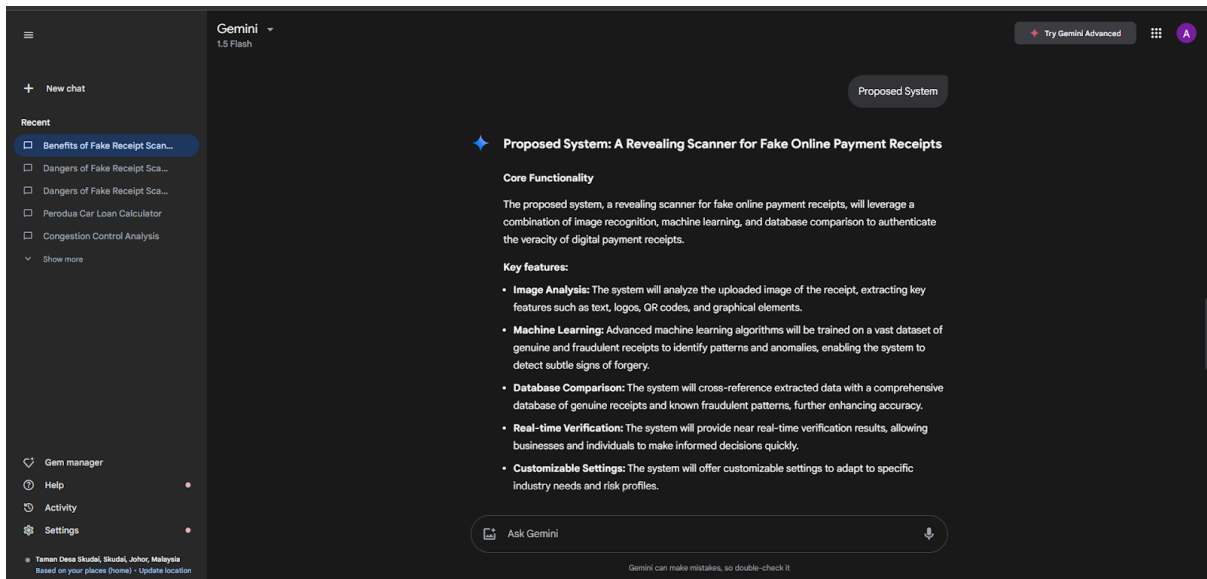 Gemini
1.5 Flash
Try Gemini Advanced
A
New chat
Recent
Benefits of Fake Receipt Scan...
Dangers of Fake Receipt Sca...
Dangers of Fake Receipt Sca...
Perodua Car Loan Calculator
Congestion Control Analysis
Show more
Gem manager
Help
Activity
Settings
Taman Desa Skudai, Skudai, Johor, Malaysia
Based on your places (home) • Update location
Proposed System
Proposed System: A Revealing Scanner for Fake Online Payment Receipts
Core Functionality
The proposed system, a revealing scanner for fake online payment receipts, will leverage a
combination of image recognition, machine learning, and database comparison to authenticate
the veracity of digital payment receipts.
Key features:
• Image Analysis: The system will analyze the uploaded image of the receipt, extracting key
features such as text, logos, QR codes, and graphical elements.
• Machine Learning: Advanced machine learning algorithms will be trained on a vast dataset of
genuine and fraudulent receipts to identify patterns and anomalies, enabling the system to
detect subtle signs of forgery.
• Database Comparison: The system will cross-reference extracted data with a comprehensive
database of genuine receipts and known fraudulent patterns, further enhancing accuracy.
• Real-time Verification: The system will provide near real-time verification results, allowing
businesses and individuals to make informed decisions quickly.
• Customizable Settings: The system will offer customizable settings to adapt to specific
industry needs and risk profiles.
Ask Gemini
Gemini can make mistakes, so double-check it